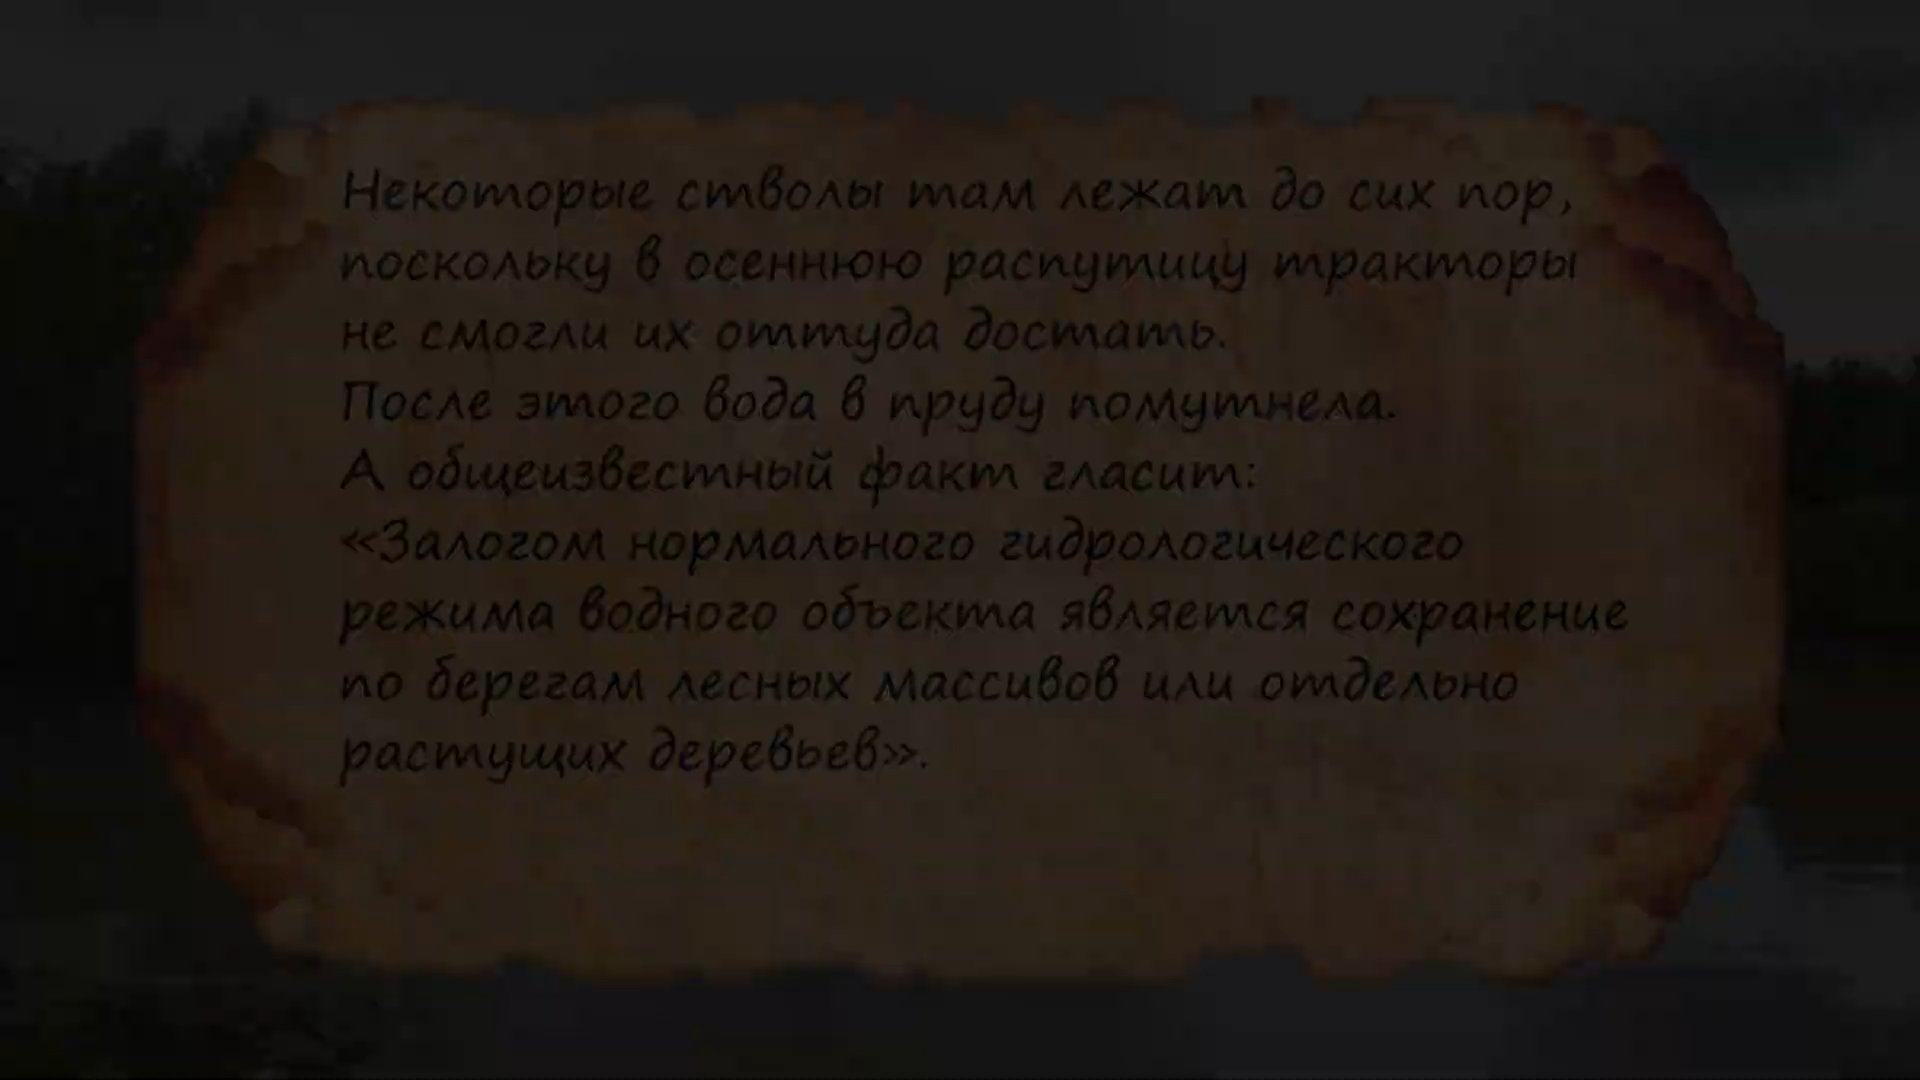 Некоторые стволы там лежат до сих пор,
поскольку в осеннюю распутицу тракторы
не смогли их оттуда достать.
После этого вода в пруду помутнела.
А общеизвестный факт гласит:
«Залогом нормального гидрологического
режима водного объекта является сохранение
по берегам лесных массивов или отдельно
растущих деревьев».